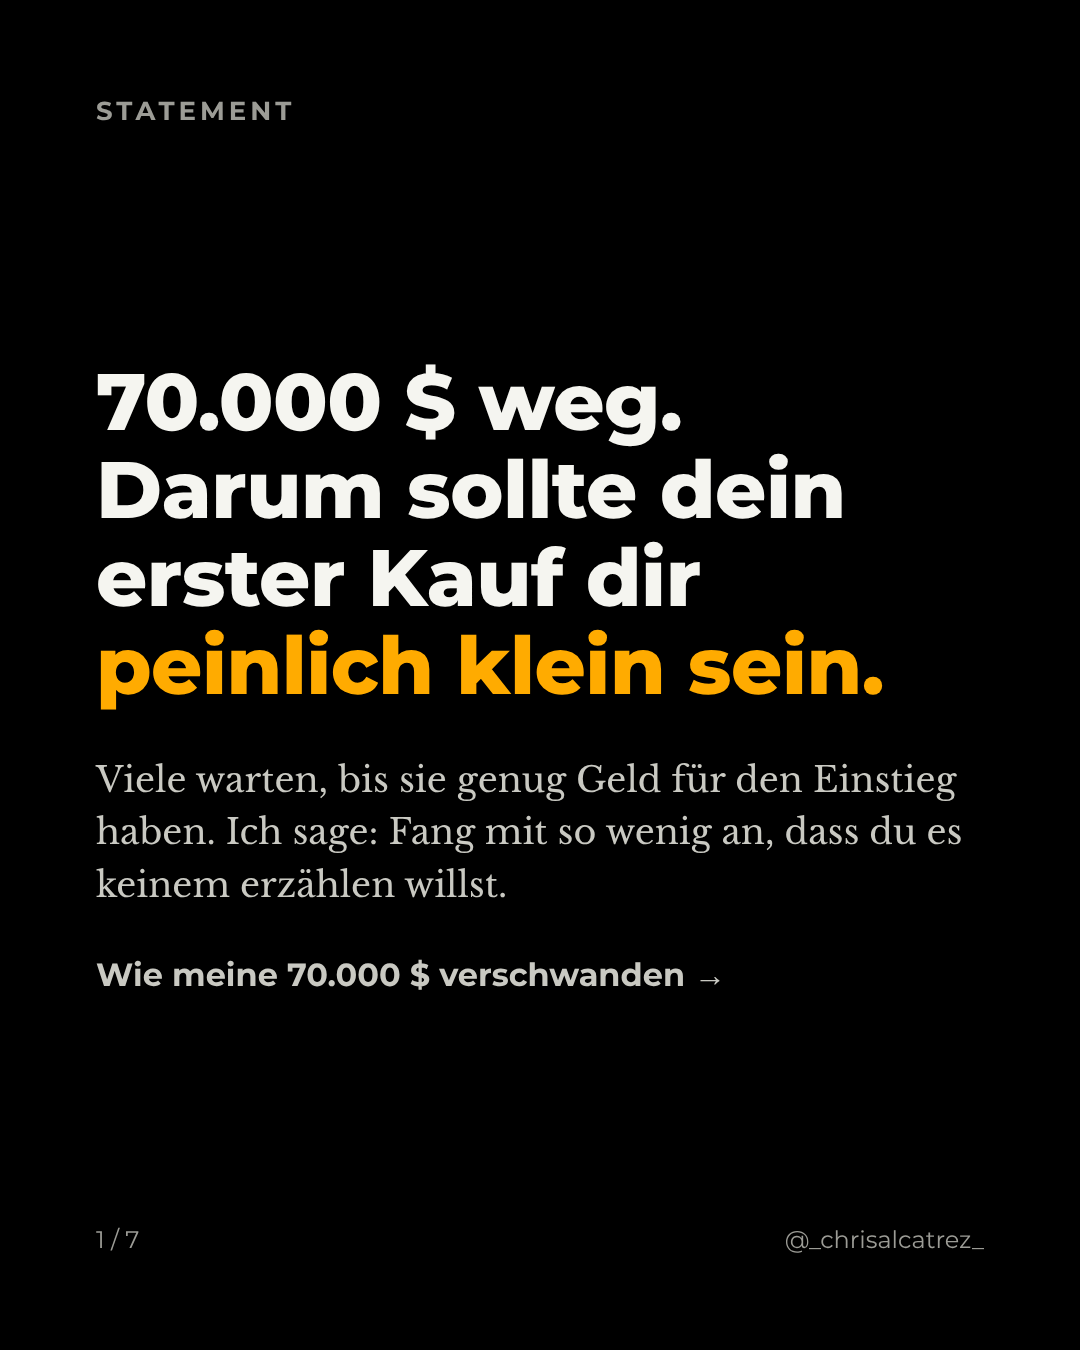 STATEMENT
70.000 $ weg.
Darum sollte dein
erster Kauf dir
peinlich klein sein.
Viele warten, bis sie genug Geld für den Einstieg
haben. Ich sage: Fang mit so wenig an, dass du es
keinem erzählen willst.
Wie meine 70.000 $ verschwanden →
1 / 7
@_chrisalcatrez_